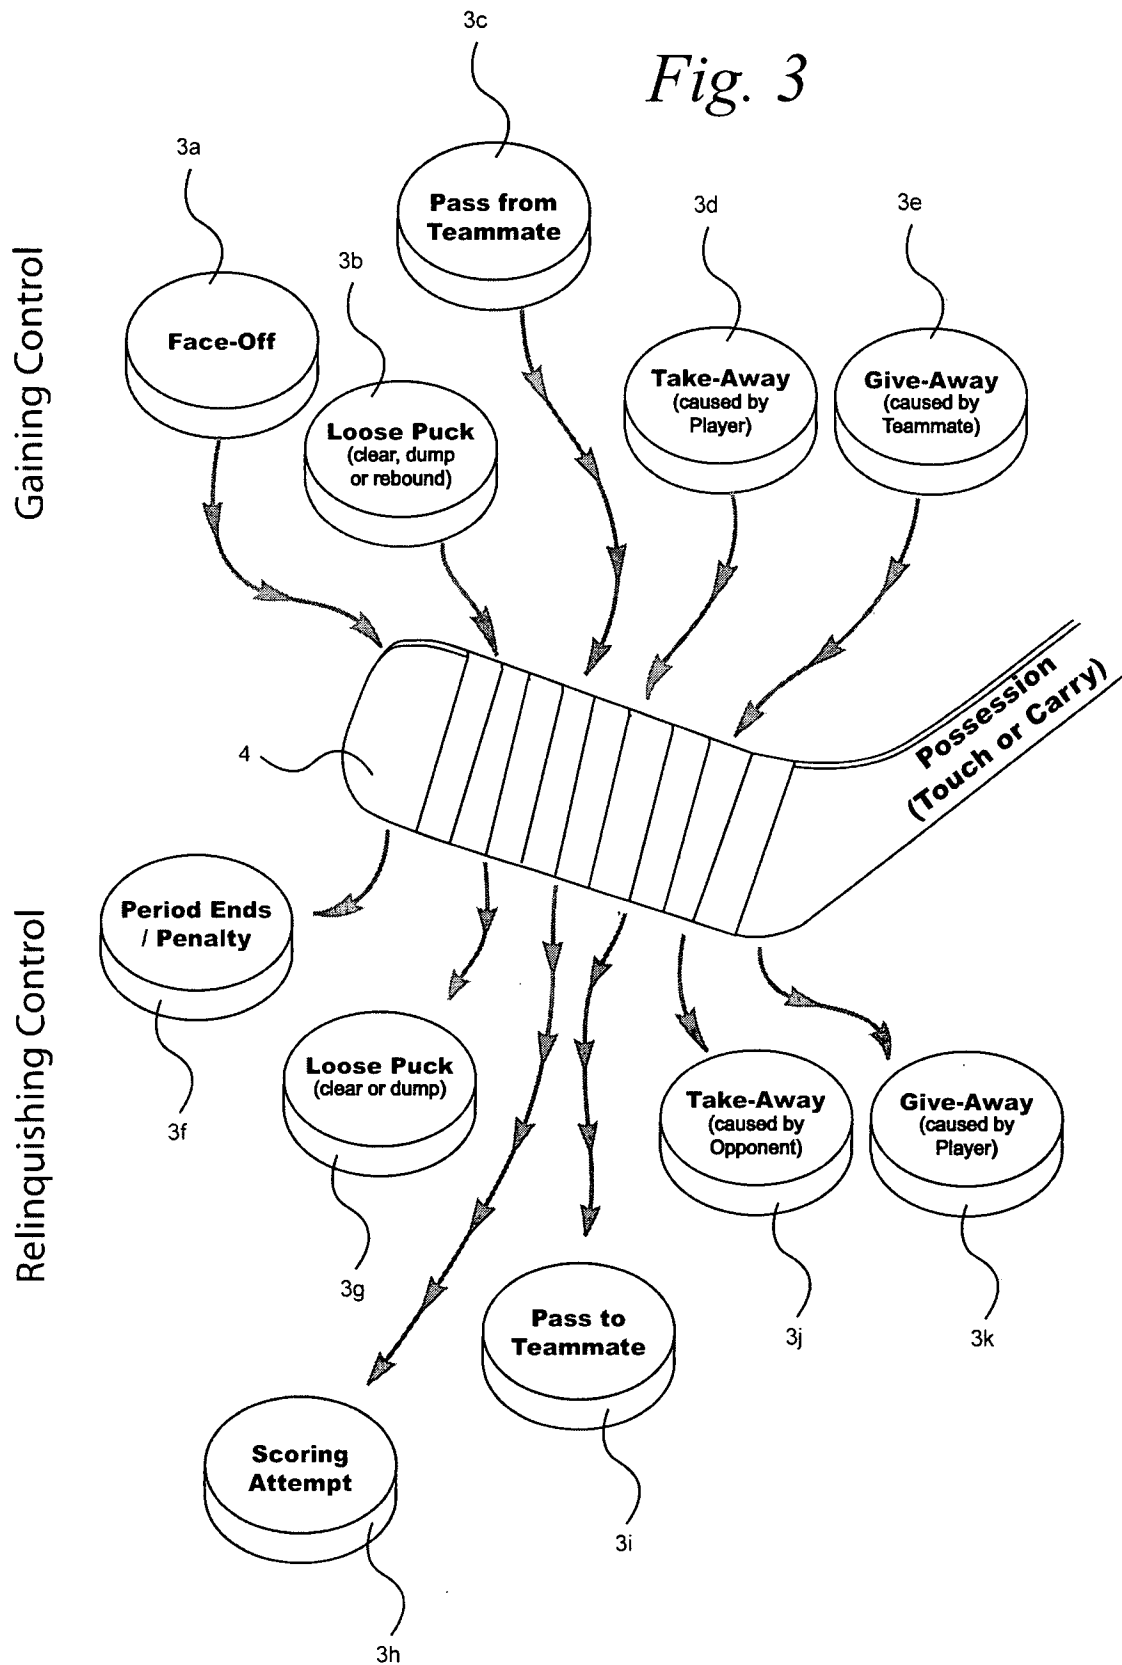 Fig. 3
3c
3a
Pass from
Teammate
3d
3e
3b
Gaining Control
Face-Off
Take-Away
(caused by
Player)
Give-Away
(caused by
Teammate)
Loose Puck
(clear, dump
or rebound)
Possession
(Touch or Carry)
4
Relinquishing Control
Period Ends
/ Penalty
Loose Puck
(clear or dump)
Take-Away
(caused by
Opponent)
Give-Away
(caused by
Player)
3f
3g
Pass to
Teammate
3j
3k
Scoring
Attempt
3i
3h